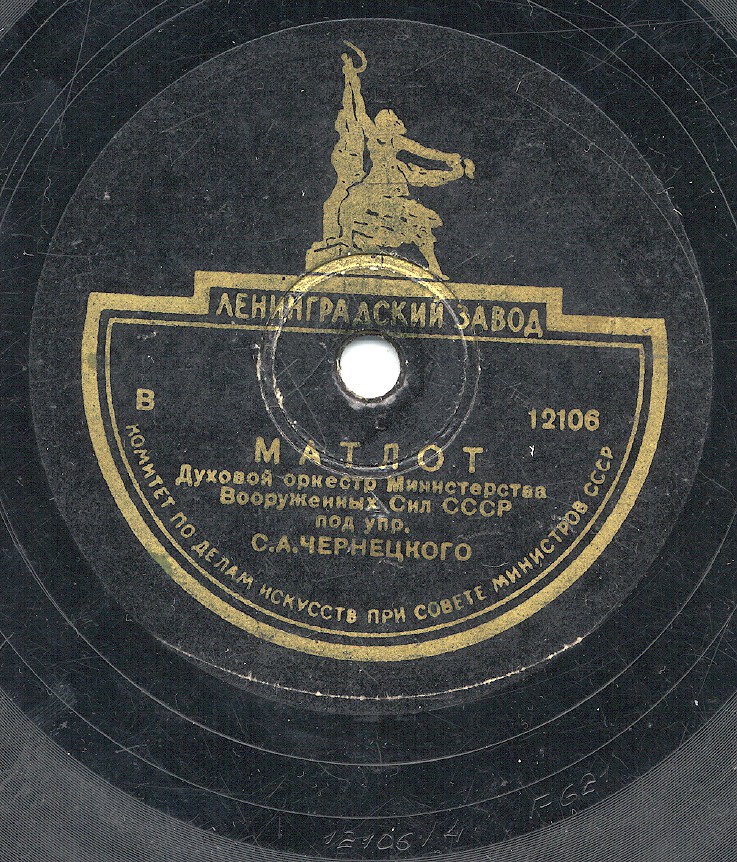 ЛЕНИНГРАДСКИЙ ЗАВОД
В
12106
МАТЛОТ
Духовой оркестр Министерства
Вооруженных Сил СССР
под упр.
С.А.ЧЕРНЕЦКОГО
КОМИТЕТ ПО ДЕЛАМ ИСКУССТВ ПРИ СОВЕТЕ МИНИСТРОВ СССР
12106/4